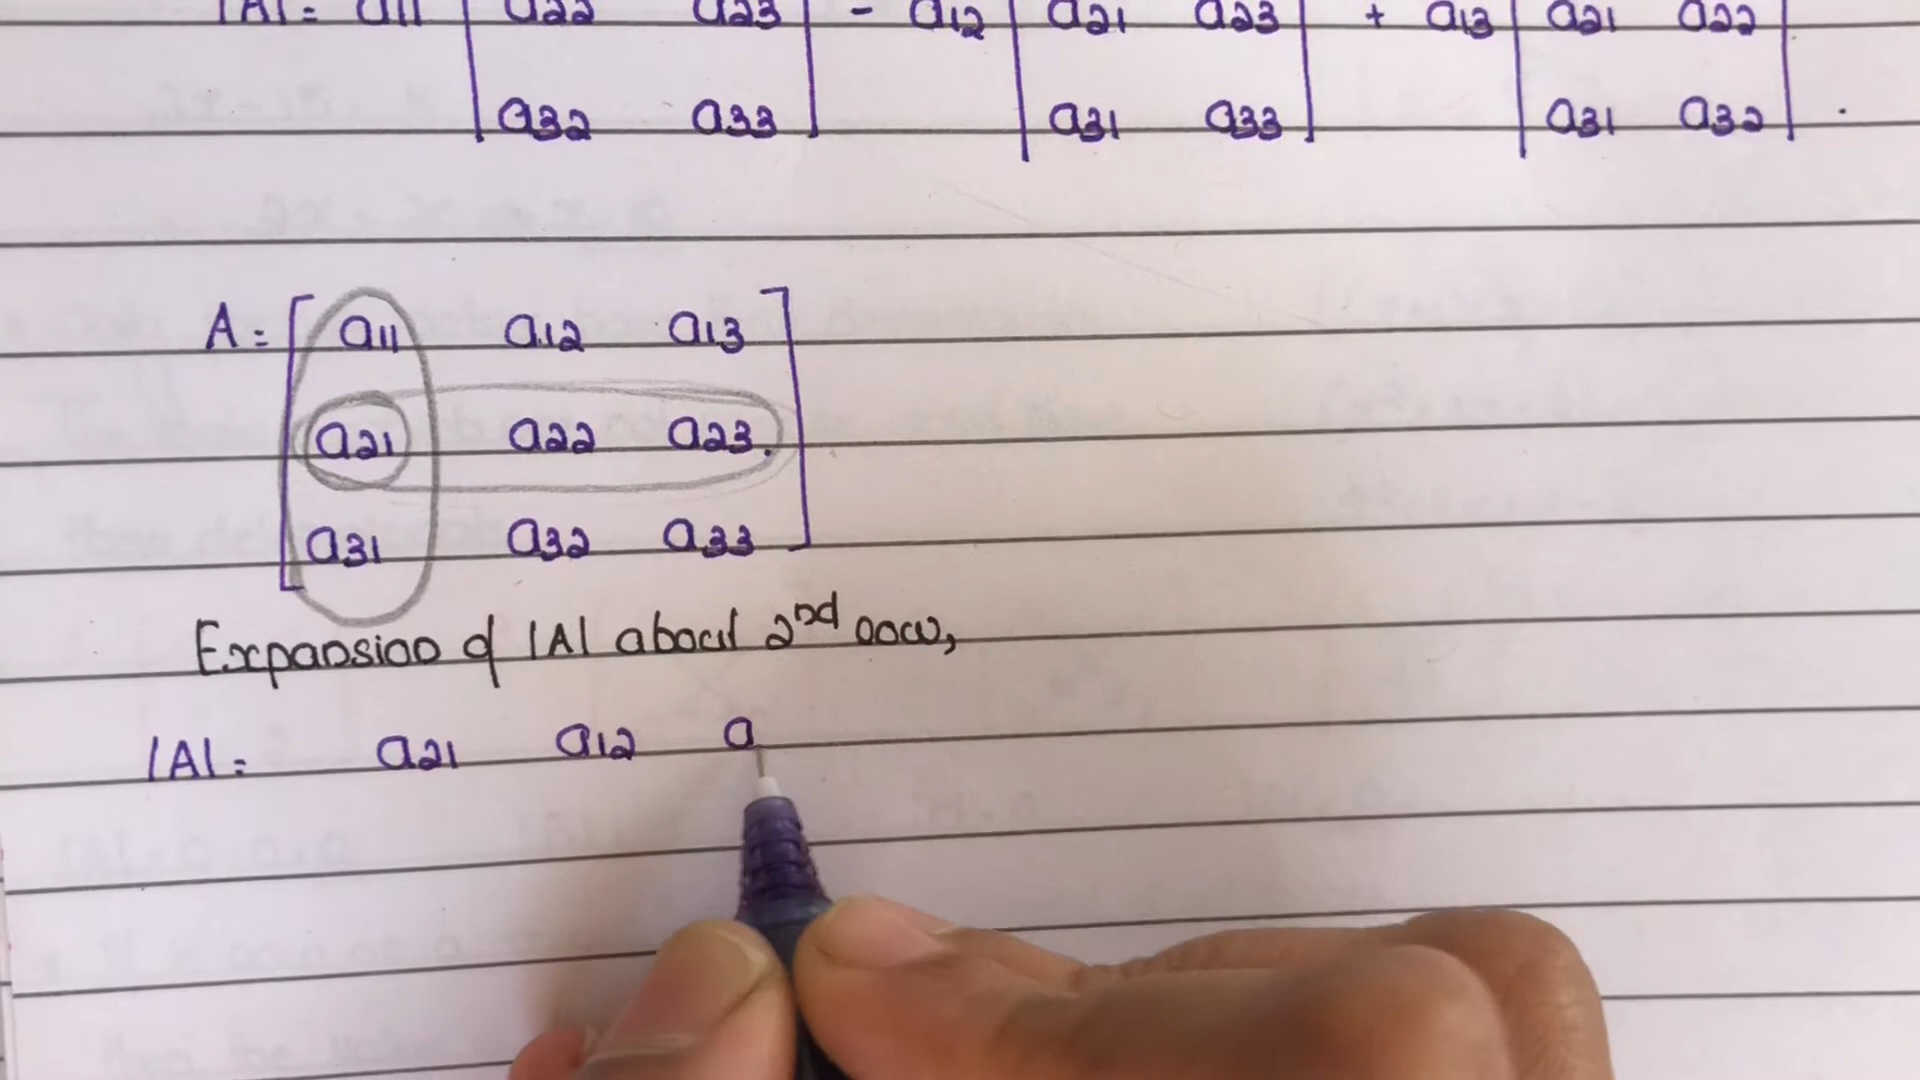 |A| = a11 | a22 a23 | - a12 | a21 a23 | + a13 | a21 a22 |
| a32 a33 | | a31 a33 | | a31 a32 | .
A = [ a11 a12 a13 ]
a21 a22 a23.
a31 a32 a33
Expansion of |A| about 2nd row,
|A| = a21 a12 a